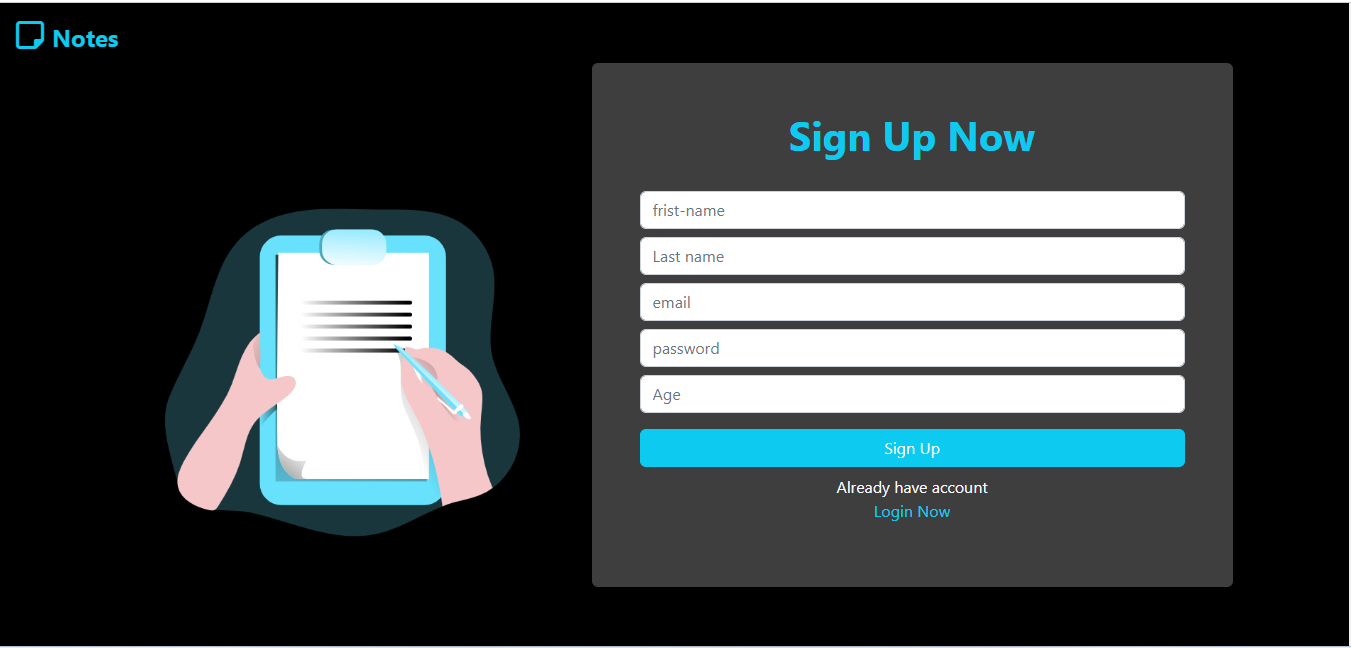 Notes
Sign Up Now
frist-name
Last name
email
password
Age
Sign Up
Already have account
Login Now